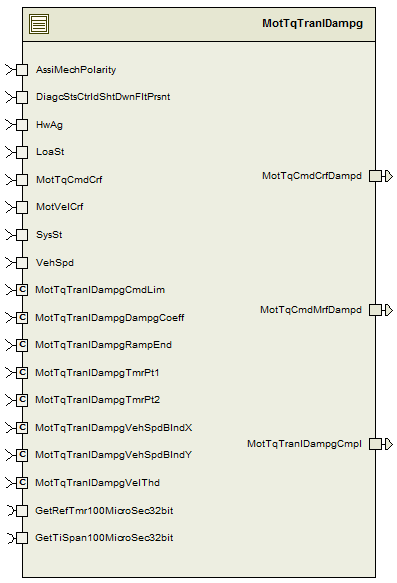 MotTqTranlDampg
AssiMechPolarity
DiagcStsCtrldShtDwnFltPrsnt
HwAg
LoaSt
MotTqCmdCrf
MotVelCrf
SysSt
VehSpd
C MotTqTranlDampgCmdLim
C MotTqTranlDampgDampgCoeff
C MotTqTranlDampgRampEnd
C MotTqTranlDampgTmrPt1
C MotTqTranlDampgTmrPt2
C MotTqTranlDampgVehSpdBlndX
C MotTqTranlDampgVehSpdBlndY
C MotTqTranlDampgVelThd
GetRefTmr100MicroSec32bit
GetTiSpan100MicroSec32bit
MotTqCmdCrfDampd
MotTqCmdMrfDampd
MotTqTranlDampgCmpl